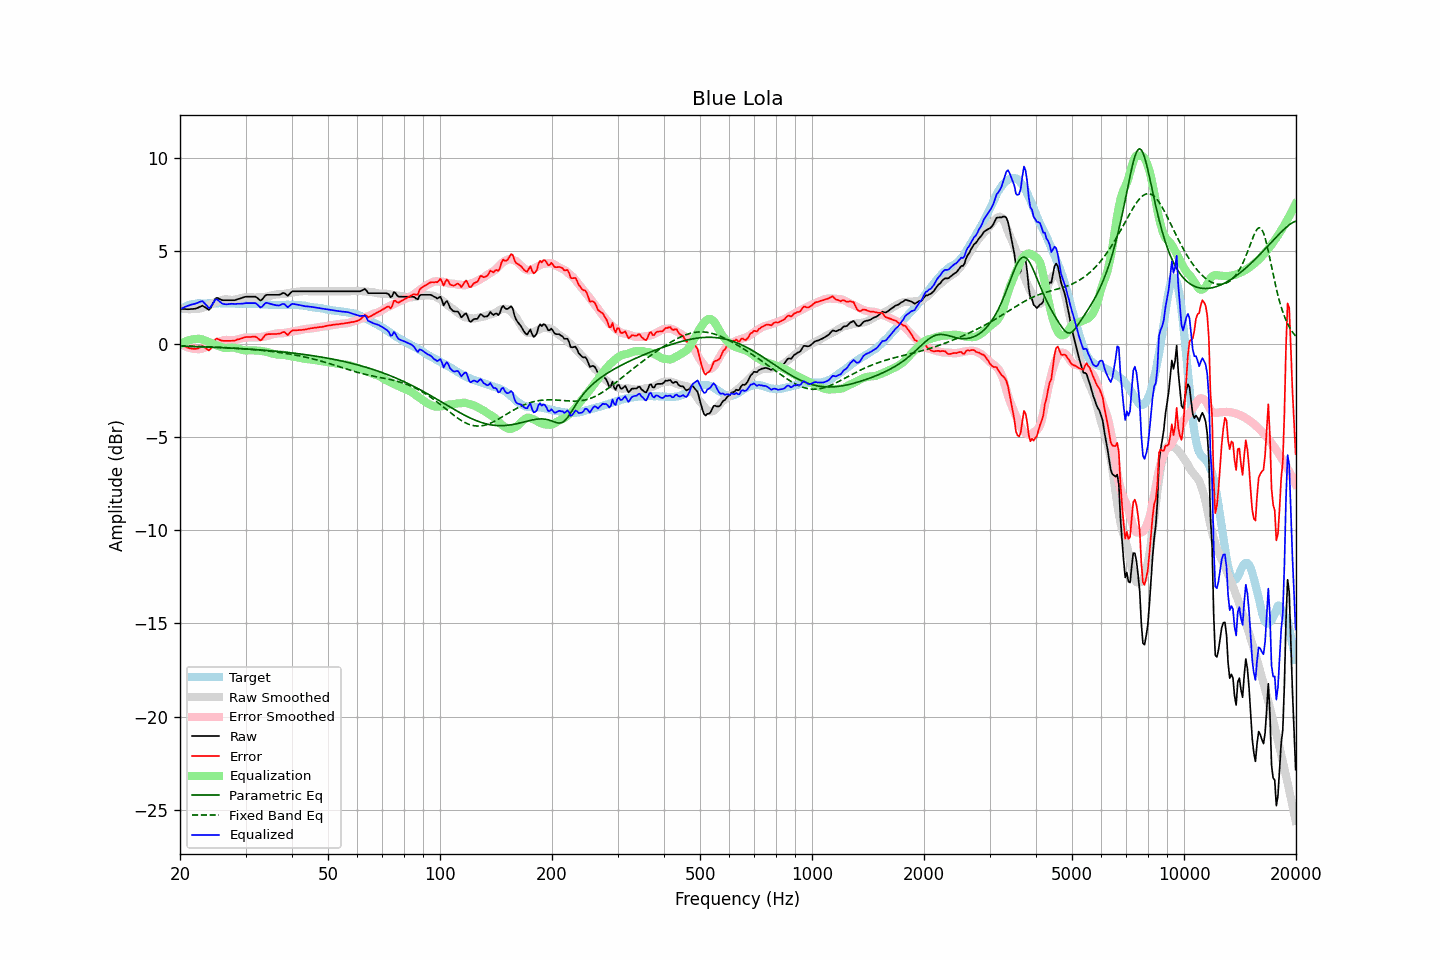 Blue Lola
Amplitude (dBr)
10
5
0
−5
−10
−15
−20
−25
Target
Raw Smoothed
Error Smoothed
Raw
Error
Equalization
Parametric Eq
Fixed Band Eq
Equalized
20 50 100 200 500 1000 2000 5000 10000 20000
Frequency (Hz)